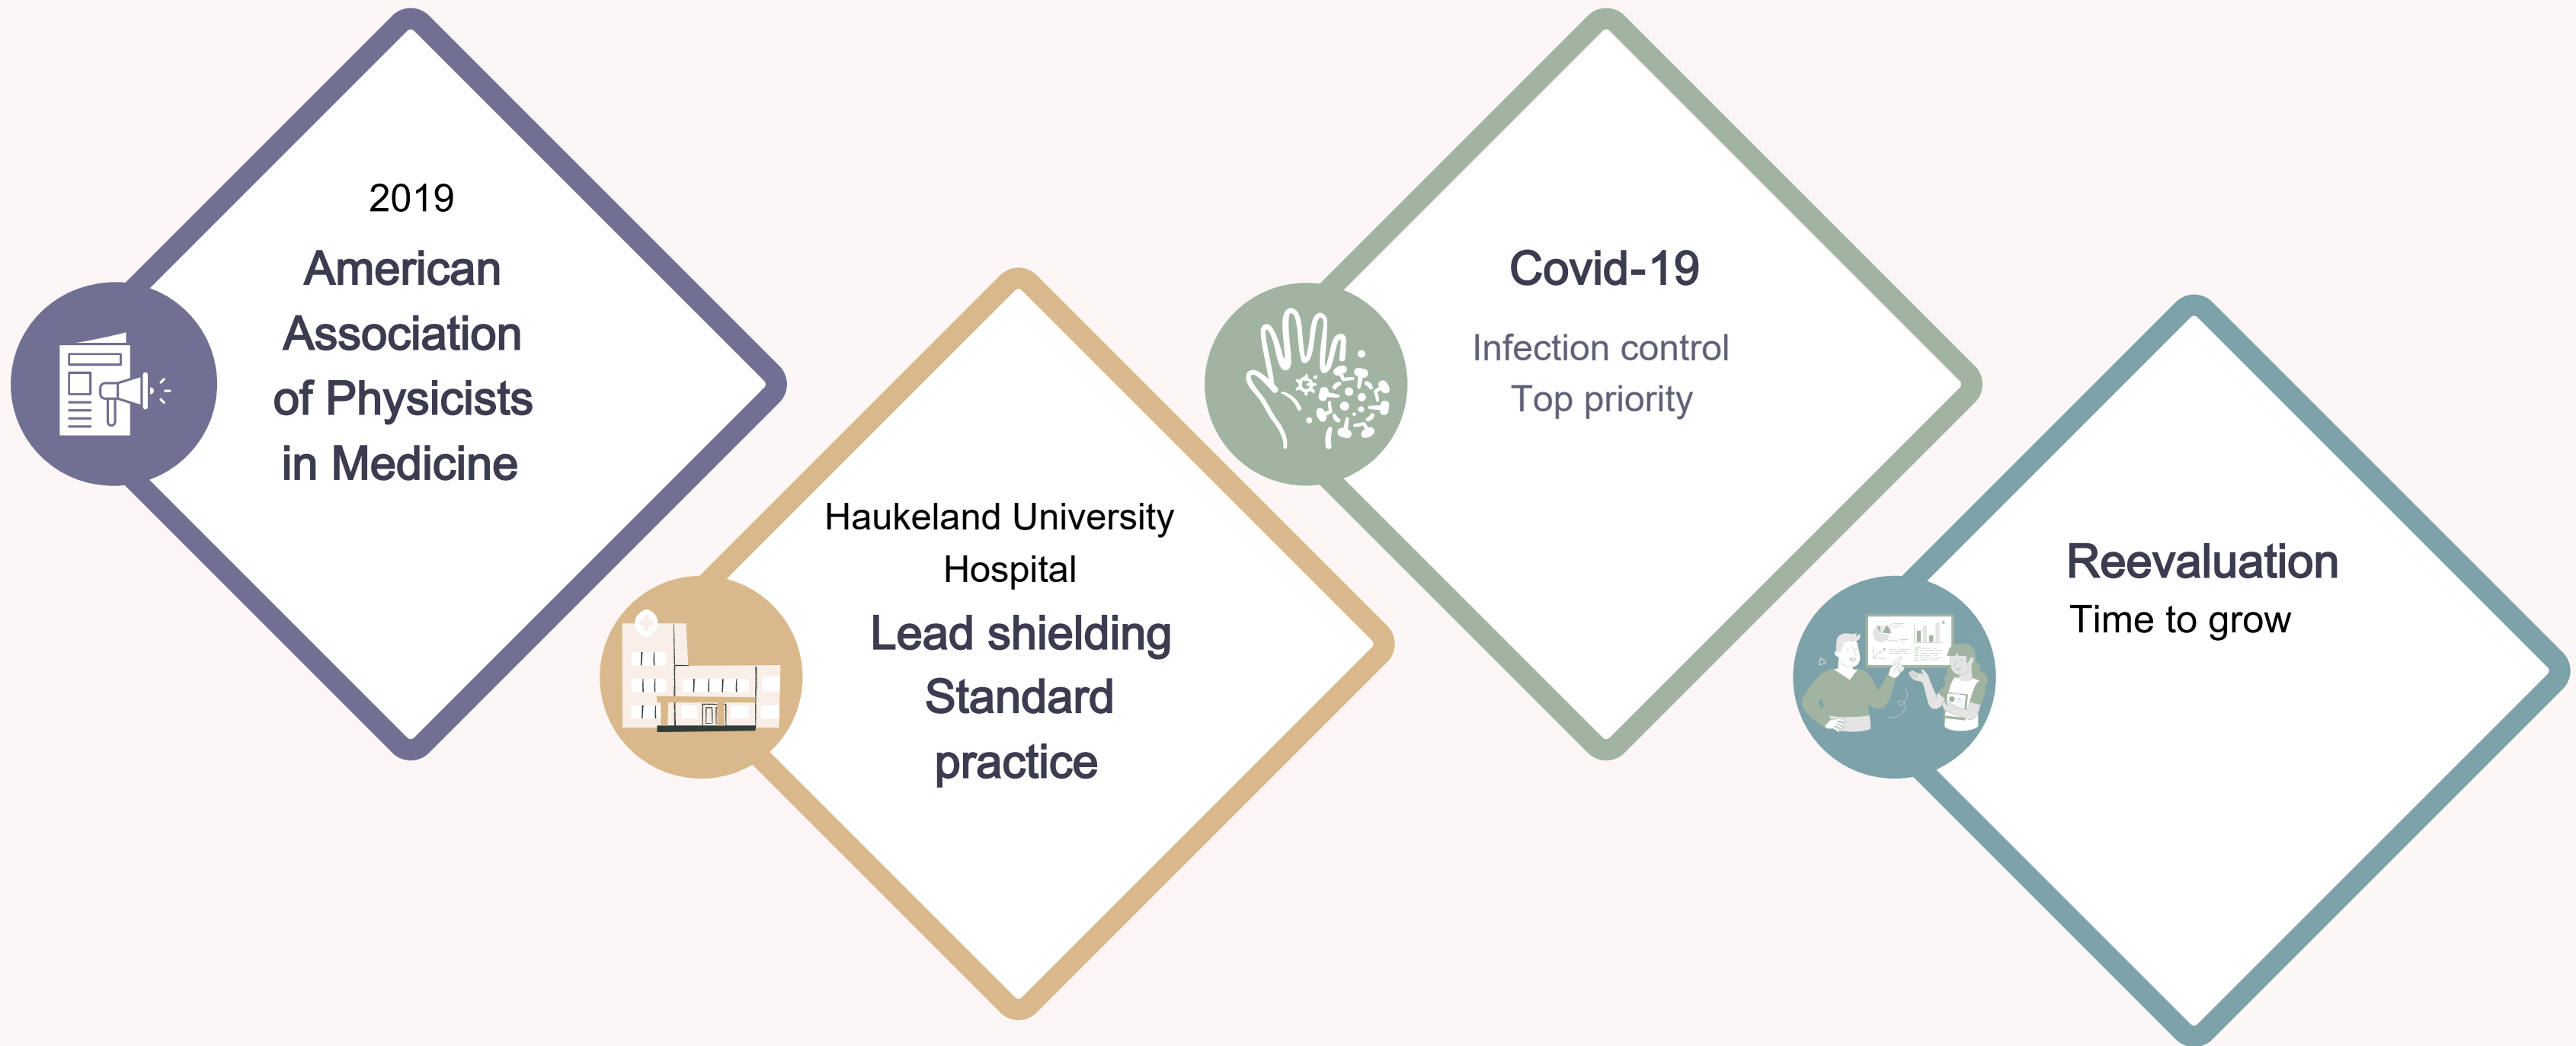 2019
American
Association
of Physicists
in Medicine
Haukeland University
Hospital
Lead shielding
Standard
practice
Covid-19
Infection control
Top priority
Reevaluation
Time to grow